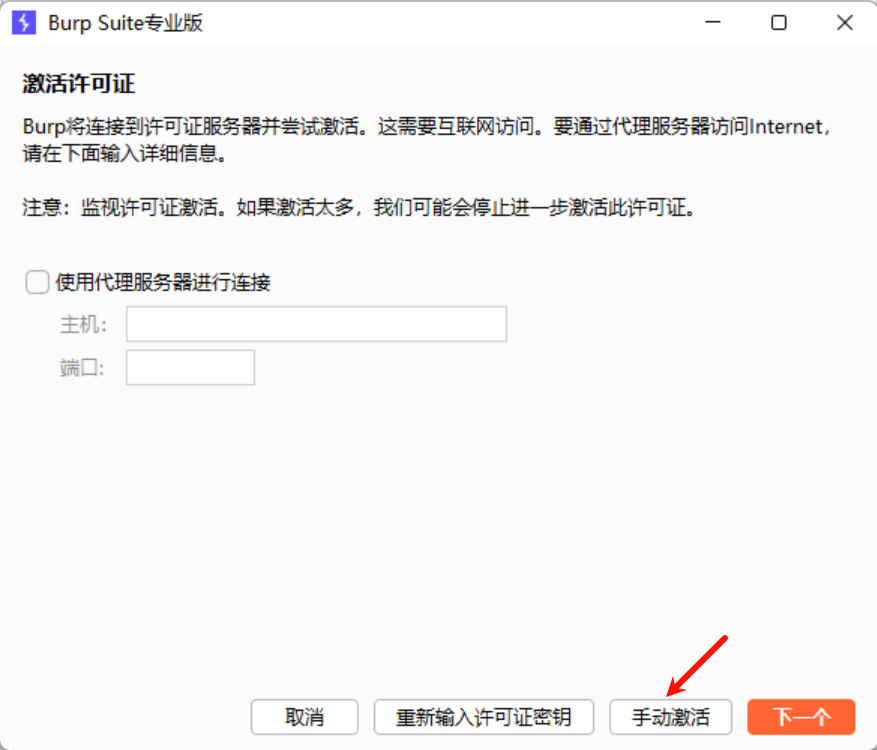 Burp Suite专业版
激活许可证
Burp将连接到许可证服务器并尝试激活。这需要互联网访问。要通过代理服务器访问Internet，
请在下面输入详细信息。
注意：监视许可证激活。如果激活太多，我们可能会停止进一步激活此许可证。
使用代理服务器进行连接
主机：
端口:
取消
重新输入许可证密钥
手动激活
下一个